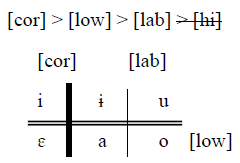 [cor] > [low] > [lab] > [hi]
[cor] [lab]
i ɨ u
ɛ a o [low]